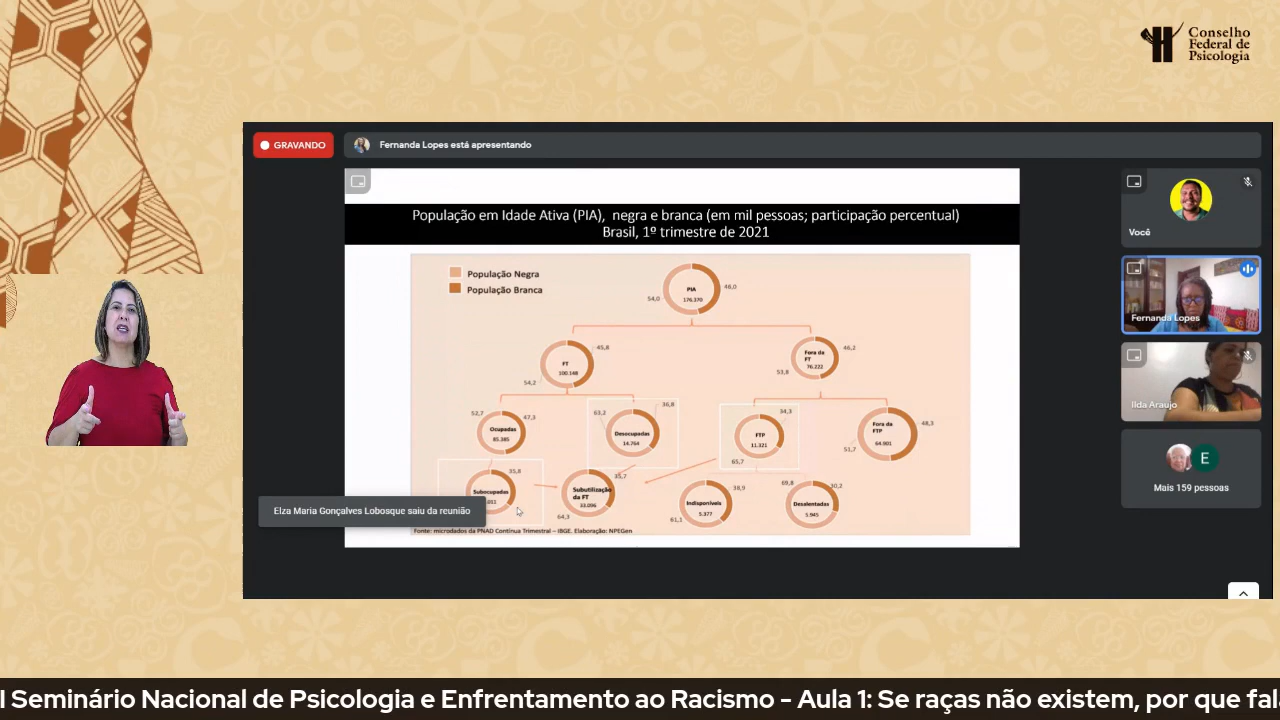 Conselho
Federal de
Psicologia
GRAVANDO
Fernanda Lopes está apresentando
População em Idade Ativa (PIA), negra e branca (em mil pessoas; participação percentual)
Brasil, 1º trimestre de 2021
População Negra
População Branca
PIA
176.370
54,0
46,0
FT
100.148
45,8
54,2
Fora da
FT
76.222
46,2
53,8
Ocupadas
85.385
52,7
47,3
Desocupadas
14.764
63,2
36,8
FTP
11.321
34,3
65,7
Fora da
FTP
64.901
48,3
51,7
Subocupadas
35,8
Subutilização
da FT
33.096
35,7
64,3
Indisponíveis
5.377
38,9
61,1
Desalentadas
5.945
69,8
30,2
Fonte: microdados da PNAD Contínua Trimestral – IBGE. Elaboração: NPEGen
Elza Maria Gonçalves Lobosque saiu da reunião
Você
Fernanda Lopes
Ilda Araujo
E
Mais 159 pessoas
I Seminário Nacional de Psicologia e Enfrentamento ao Racismo - Aula 1: Se raças não existem, por que fal